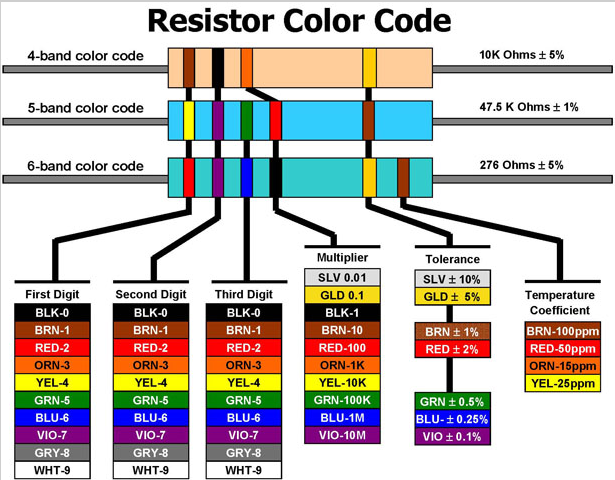 Resistor Color Code
4-band color code
10K Ohms ± 5%
5-band color code
47.5 K Ohms ± 1%
6-band color code
276 Ohms ± 5%
First Digit
BLK-0
BRN-1
RED-2
ORN-3
YEL-4
GRN-5
BLU-6
VIO-7
GRY-8
WHT-9
Second Digit
BLK-0
BRN-1
RED-2
ORN-3
YEL-4
GRN-5
BLU-6
VIO-7
GRY-8
WHT-9
Third Digit
BLK-0
BRN-1
RED-2
ORN-3
YEL-4
GRN-5
BLU-6
VIO-7
GRY-8
WHT-9
Multiplier
SLV 0.01
GLD 0.1
BLK-1
BRN-10
RED-100
ORN-1K
YEL-10K
GRN-100K
BLU-1M
VIO-10M
Tolerance
SLV ± 10%
GLD ± 5%
BRN ± 1%
RED ± 2%
GRN ± 0.5%
BLU- ± 0.25%
VIO ± 0.1%
Temperature
Coefficient
BRN-100ppm
RED-50ppm
ORN-15ppm
YEL-25ppm